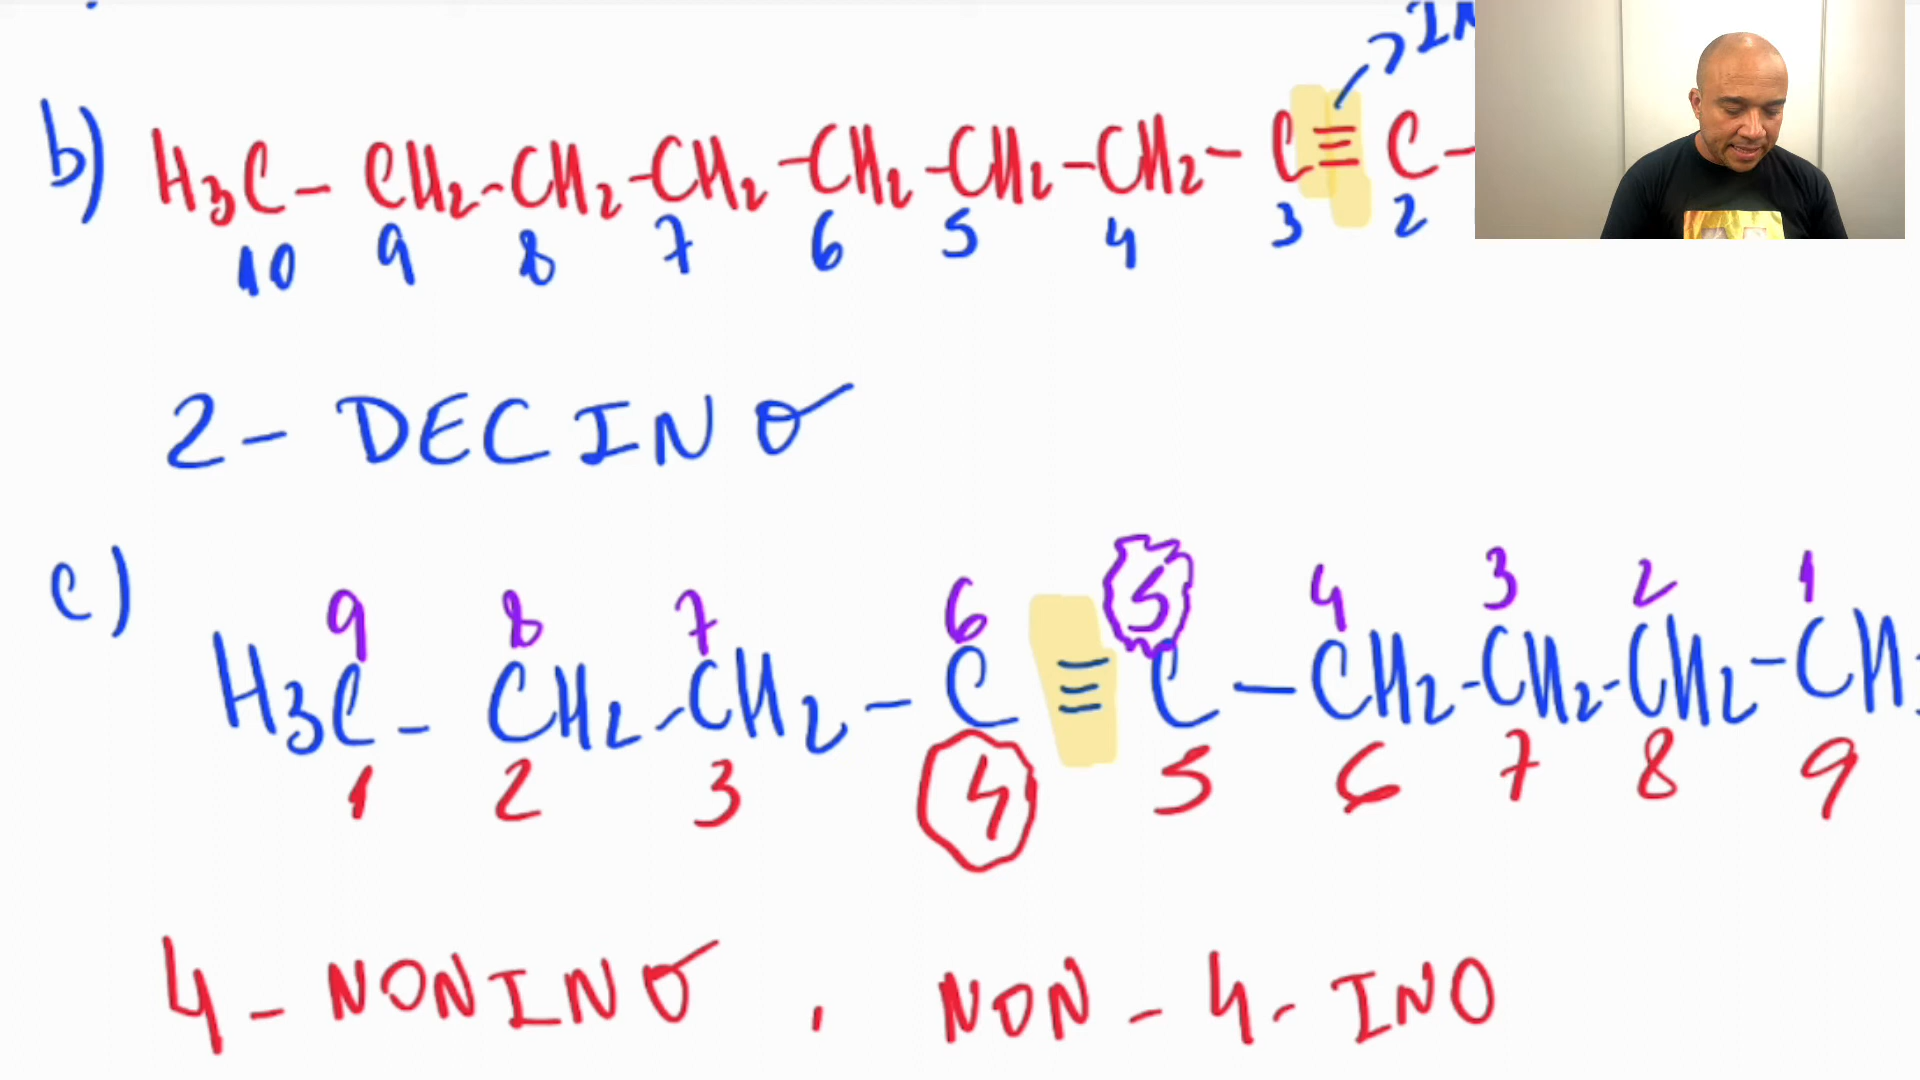 b) H3C - CH2 - CH2 - CH2 - CH2 - CH2 - CH2 - C ≡ C -
10 9 8 7 6 5 4 3 2
2 - DECINO
c)
9 8 7 6 5 4 3 2 1
H3C - CH2 - CH2 - C ≡ C - CH2 - CH2 - CH2 - CH
1 2 3 4 5 6 7 8 9
4 - NONINO , NON - 4 - INO